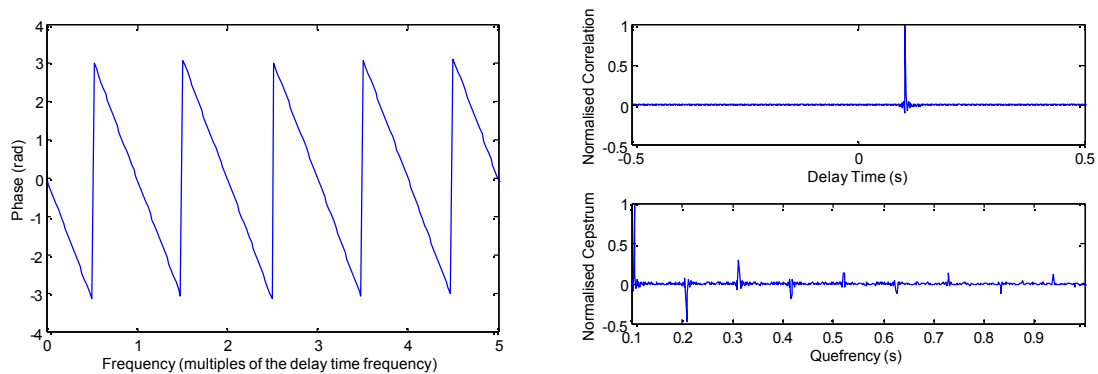 4
3
2
1
0
-1
-2
-3
-4
0 1 2 3 4 5
Phase (rad)
Frequency (multiples of the delay time frequency)
1
0.5
0
-0.5
-0.5 0 0.5
Normalised Correlation
Delay Time (s)
1
0.5
0
-0.5
0.1 0.2 0.3 0.4 0.5 0.6 0.7 0.8 0.9
Normalised Cepstrum
Quefrency (s)